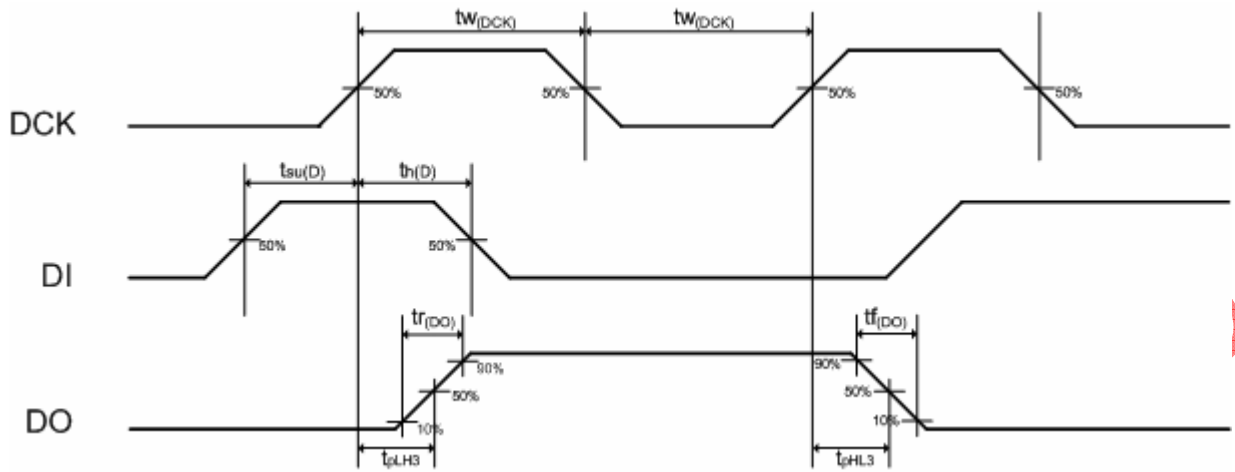 tw(DCK) tw(DCK)
50% 50% 50% 50%
DCK
tsu(D) th(D)
50% 50%
DI
tr(DO) tf(DO)
90% 90%
50% 50%
DO
10% 10%
tpLH3 tpHL3